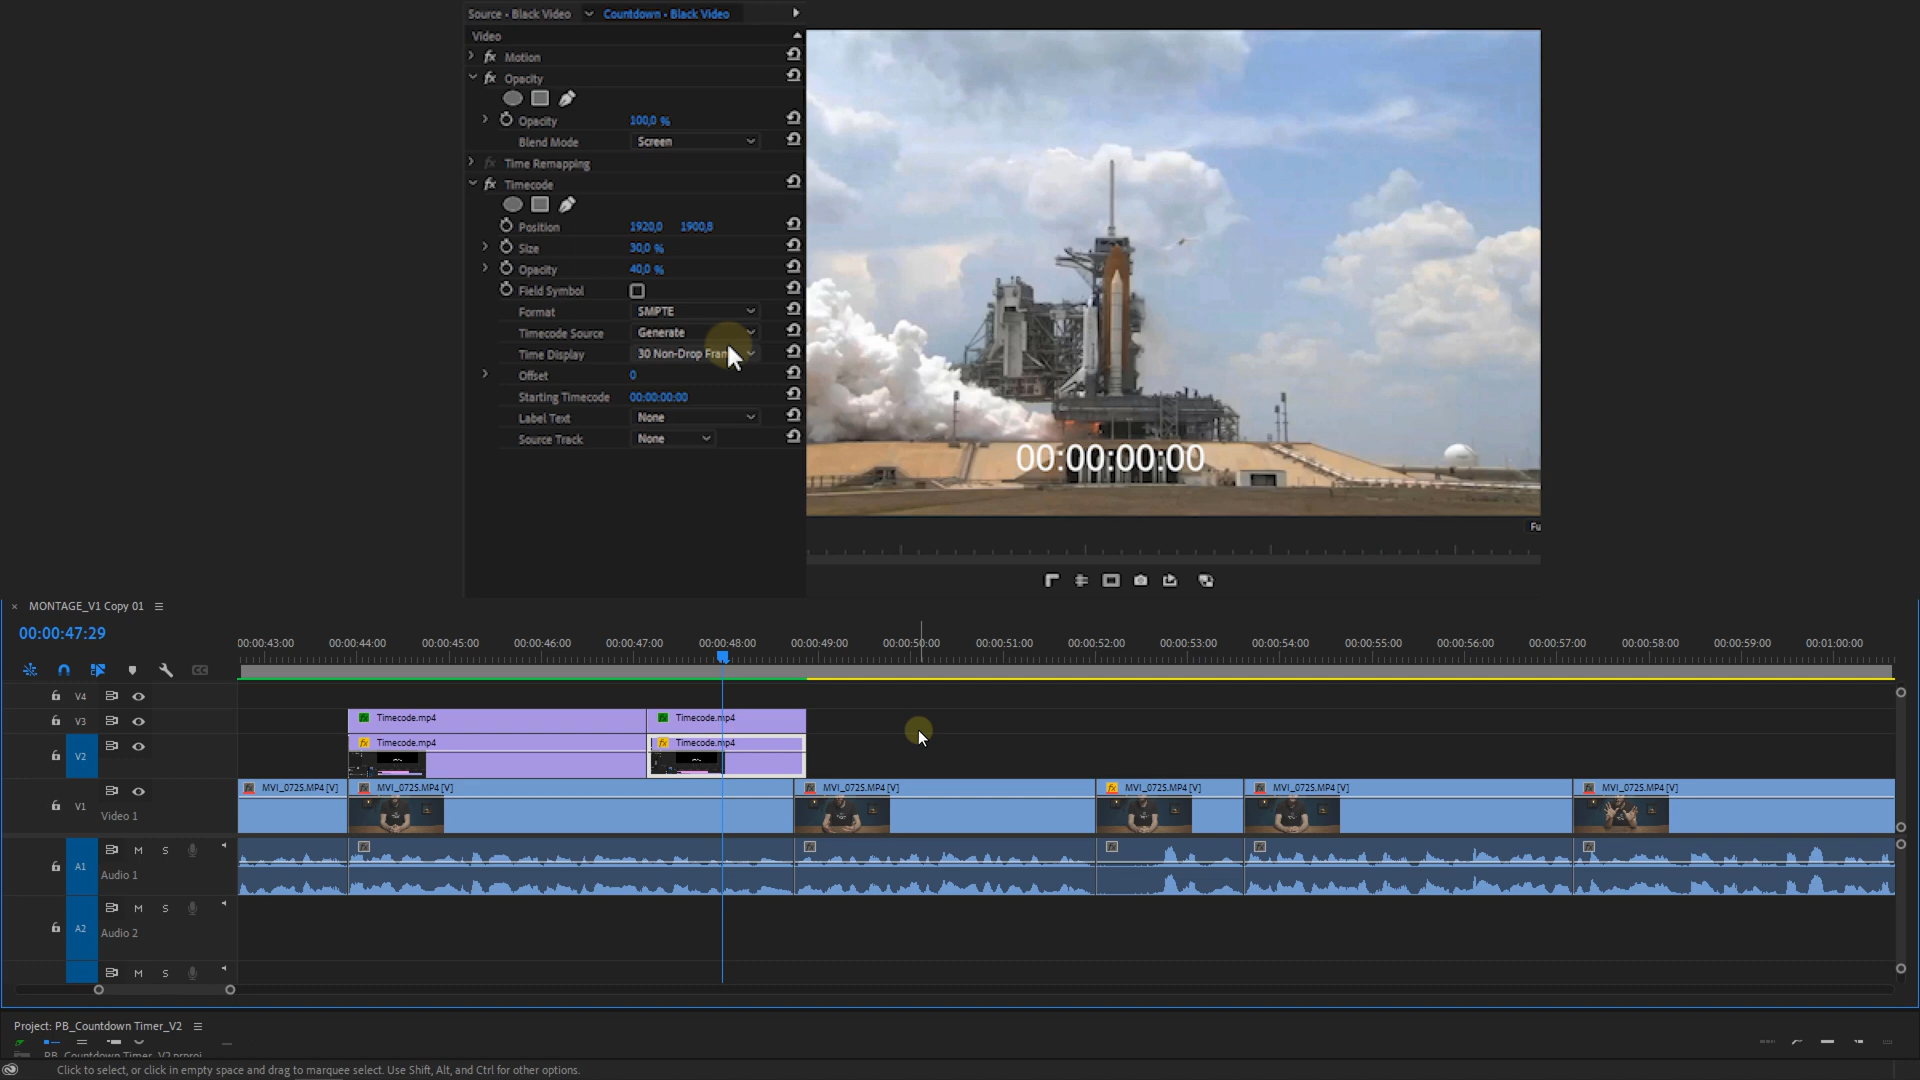 Source • Black Video   Countdown • Black Video
Video
fx Motion
fx Opacity
Opacity 100,0 %
Blend Mode Screen
fx Time Remapping
fx Timecode
Position 1920,0 1900,8
Size 30,0 %
Opacity 40,0 %
Field Symbol
Format SMPTE
Timecode Source Generate
Time Display 30 Non-Drop Fram
Offset 0
Starting Timecode 00:00:00:00
Label Text None
Source Track None
00:00:00:00
Fu
× MONTAGE_V1 Copy 01
00:00:47:29
00:00:43:00 00:00:44:00 00:00:45:00 00:00:46:00 00:00:47:00 00:00:48:00 00:00:49:00 00:00:50:00 00:00:51:00 00:00:52:00 00:00:53:00 00:00:54:00 00:00:55:00 00:00:56:00 00:00:57:00 00:00:58:00 00:00:59:00 00:01:00:00
V4
V3 Timecode.mp4 Timecode.mp4
V2 Timecode.mp4 Timecode.mp4
MVI_0725.MP4 [V] MVI_0725.MP4 [V] MVI_0725.MP4 [V] MVI_0725.MP4 [V] MVI_0725.MP4 [V] MVI_0725.MP4 [V]
V1
Video 1
M S
A1
Audio 1
M S
A2
Audio 2
M S
Project: PB_Countdown Timer_V2
PB_Countdown Timer_V2.prproj
Click to select, or click in empty space and drag to marquee select. Use Shift, Alt, and Ctrl for other options.